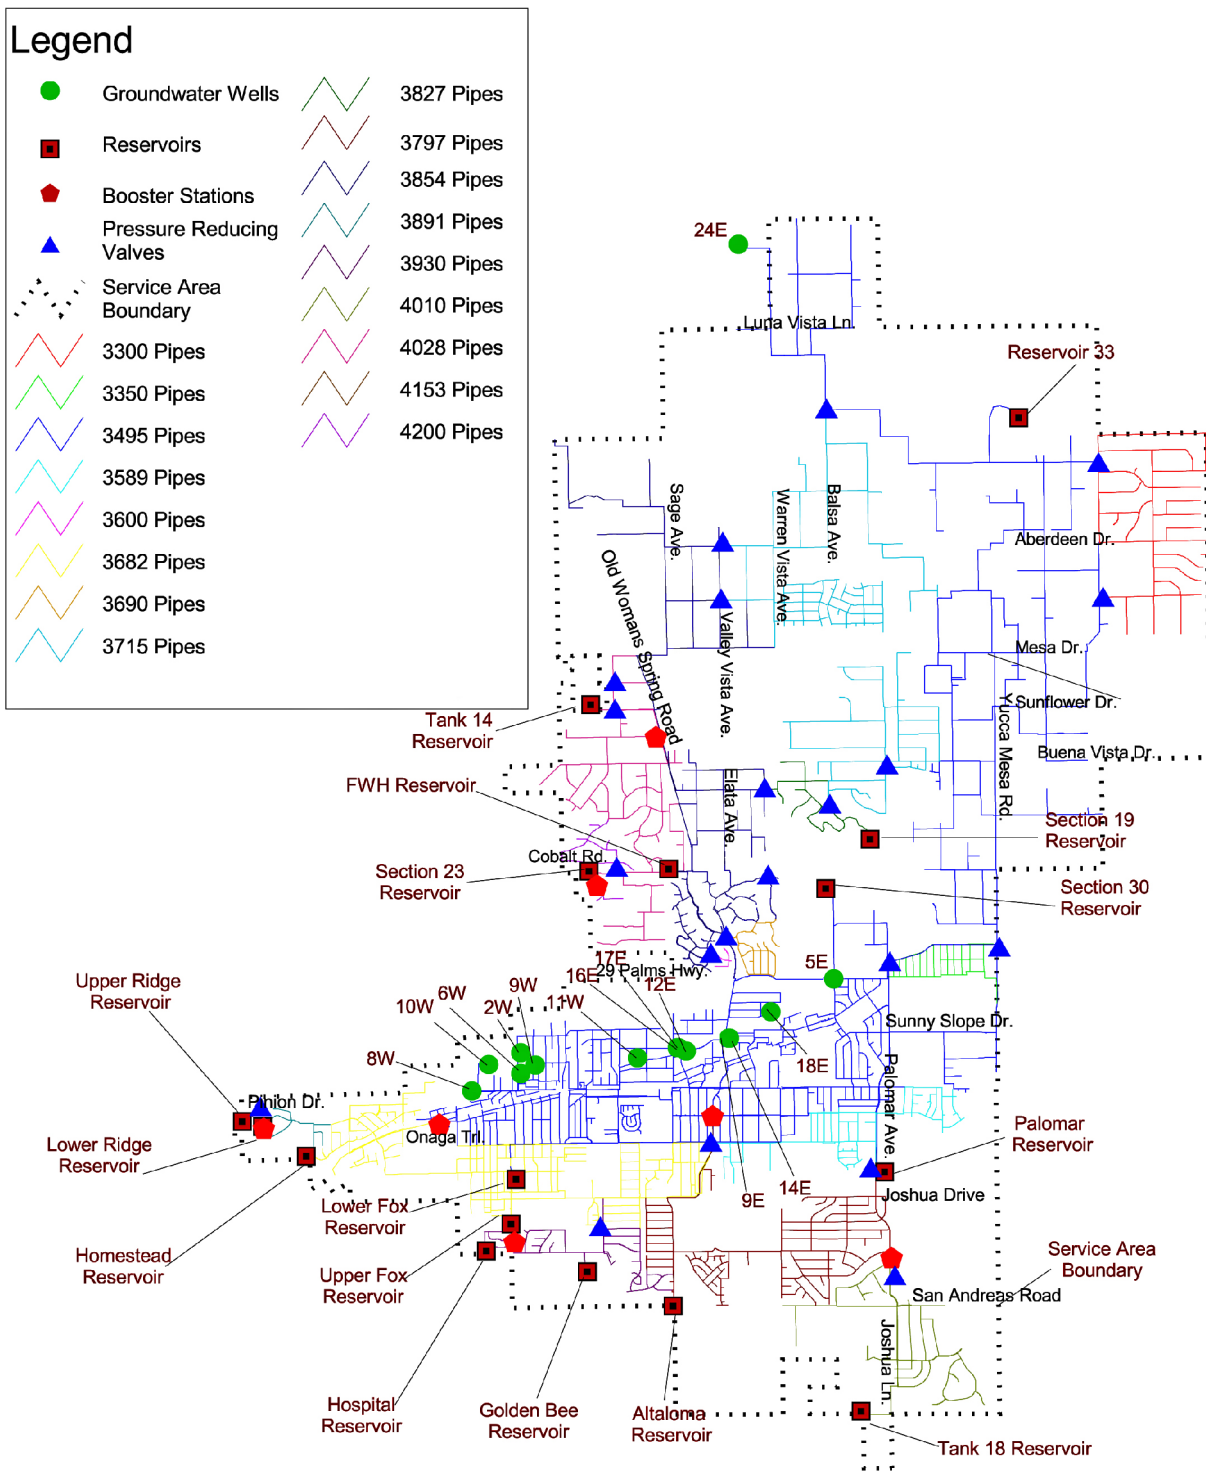 Legend
Groundwater Wells
Reservoirs
Booster Stations
Pressure Reducing
Valves
Service Area
Boundary
3300 Pipes
3350 Pipes
3495 Pipes
3589 Pipes
3600 Pipes
3682 Pipes
3690 Pipes
3715 Pipes
3827 Pipes
3797 Pipes
3854 Pipes
3891 Pipes
3930 Pipes
4010 Pipes
4028 Pipes
4153 Pipes
4200 Pipes
24E
Luna Vista Ln.
Reservoir 33
Sage Ave.
Warren Vista Ave.
Balsa Ave.
Aberdeen Dr.
Old Womans Spring Road
Valley Vista Ave.
Mesa Dr.
Sunflower Dr.
Yucca Mesa Rd.
Buena Vista Dr.
Tank 14
Reservoir
FWH Reservoir
Elata Ave.
Section 19
Reservoir
Cobalt Rd.
Section 23
Reservoir
Section 30
Reservoir
17E
29 Palms Hwy.
16E
12E
5E
Upper Ridge
Reservoir
9W
6W
2W
10W
11W
Sunny Slope Dr.
8W
18E
Palomar Ave.
Pinion Dr.
Onaga Trl.
Lower Ridge
Reservoir
Palomar
Reservoir
14E
9E
Joshua Drive
Lower Fox
Reservoir
Homestead
Reservoir
Upper Fox
Reservoir
Service Area
Boundary
San Andreas Road
Joshua Ln.
Hospital
Reservoir
Golden Bee
Reservoir
Altaloma
Reservoir
Tank 18 Reservoir